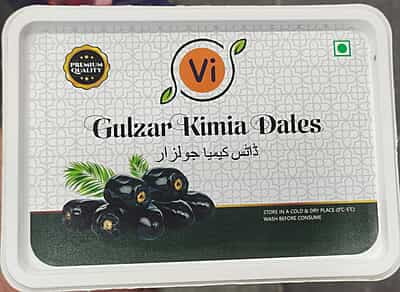 PREMIUM
QUALITY
Vi
Gulzar Kimia Dates
ڈاٹس کیمیا جولزار
STORE IN A COLD & DRY PLACE (0°C-5°C)
WASH BEFORE CONSUME